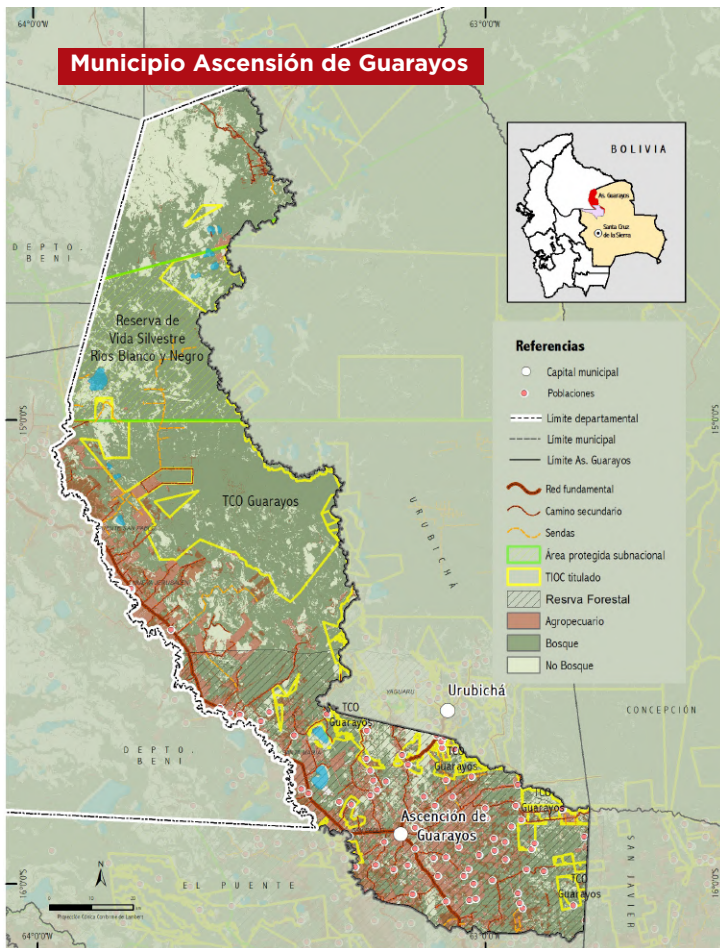 64°0'0"W
63°0'0"W
Municipio Ascensión de Guarayos
BOLIVIA
As. Guarayos
Santa Cruz
de la Sierra
DEPTO.
BENI
Reserva de
Vida Silvestre
Rios Blanco y Negro
Referencias
Capital municipal
Poblaciones
Límite departamental
Límite municipal
Límite As. Guarayos
Red fundamental
Camino secundario
Sendas
Área protegida subnacional
TIOC titulado
Resrva Forestal
Agropecuario
Bosque
No Bosque
15°0'0"S
15°0'0"S
TCO Guarayos
URUBICHÁ
Urubichá
CONCEPCIÓN
TCO
Guarayos
TCO
Guarayos
TCO
Guarayos
DEPTO.
BENI
Ascención de
Guarayos
TCO
Guarayos
SAN JAVIER
EL PUENTE
N
16°0'0"S
16°0'0"S
64°0'0"W
63°0'0"W